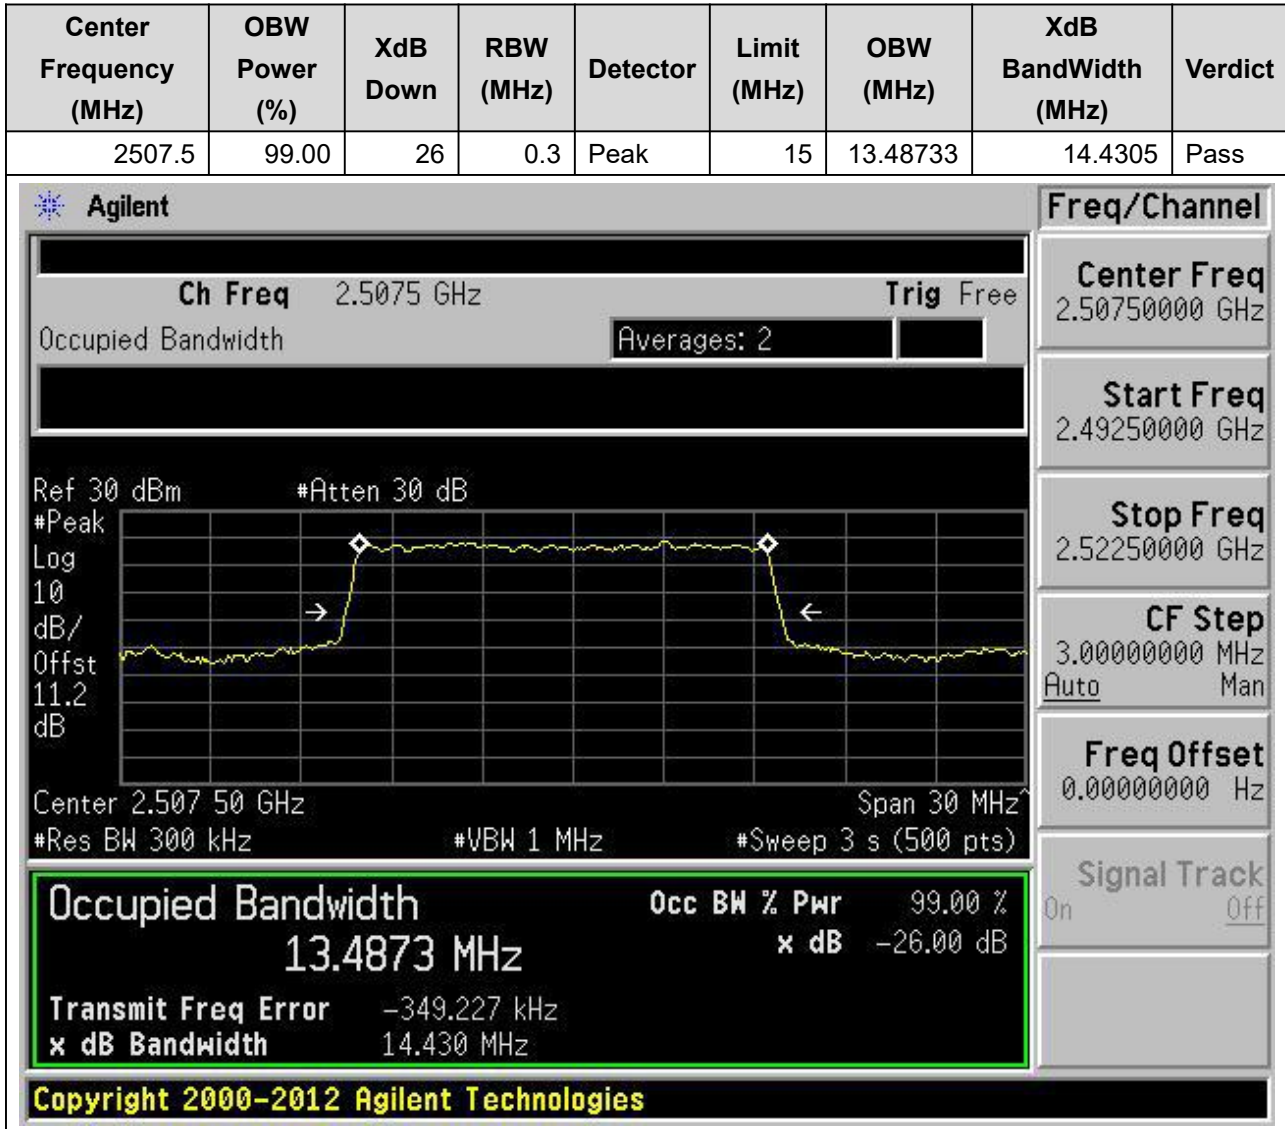 Center Frequency (MHz) OBW Power (%) XdB Down RBW (MHz) Detector Limit (MHz) OBW (MHz) XdB BandWidth (MHz) Verdict
2507.5 99.00 26 0.3 Peak 15 13.48733 14.4305 Pass
Agilent
Freq/Channel
Ch Freq 2.5075 GHz Trig Free
Occupied Bandwidth Averages: 2
Center Freq
2.50750000 GHz
Start Freq
2.49250000 GHz
Stop Freq
2.52250000 GHz
CF Step
3.00000000 MHz
Auto Man
Freq Offset
0.00000000 Hz
Signal Track
On Off
Ref 30 dBm #Atten 30 dB
#Peak
Log
10
dB/
Offst
11.2
dB
Center 2.507 50 GHz Span 30 MHz^
#Res BW 300 kHz #VBW 1 MHz #Sweep 3 s (500 pts)
Occupied Bandwidth Occ BW % Pwr 99.00 %
13.4873 MHz x dB -26.00 dB
Transmit Freq Error -349.227 kHz
x dB Bandwidth 14.430 MHz
Copyright 2000-2012 Agilent Technologies